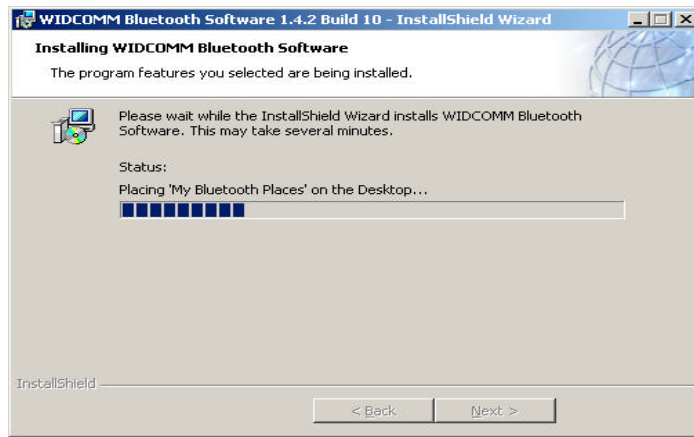 WIDCOMM Bluetooth Software 1.4.2 Build 10 - InstallShield Wizard
Installing WIDCOMM Bluetooth Software
The program features you selected are being installed.
Please wait while the InstallShield Wizard installs WIDCOMM Bluetooth
Software. This may take several minutes.
Status:
Placing 'My Bluetooth Places' on the Desktop...
InstallShield
< Back
Next >